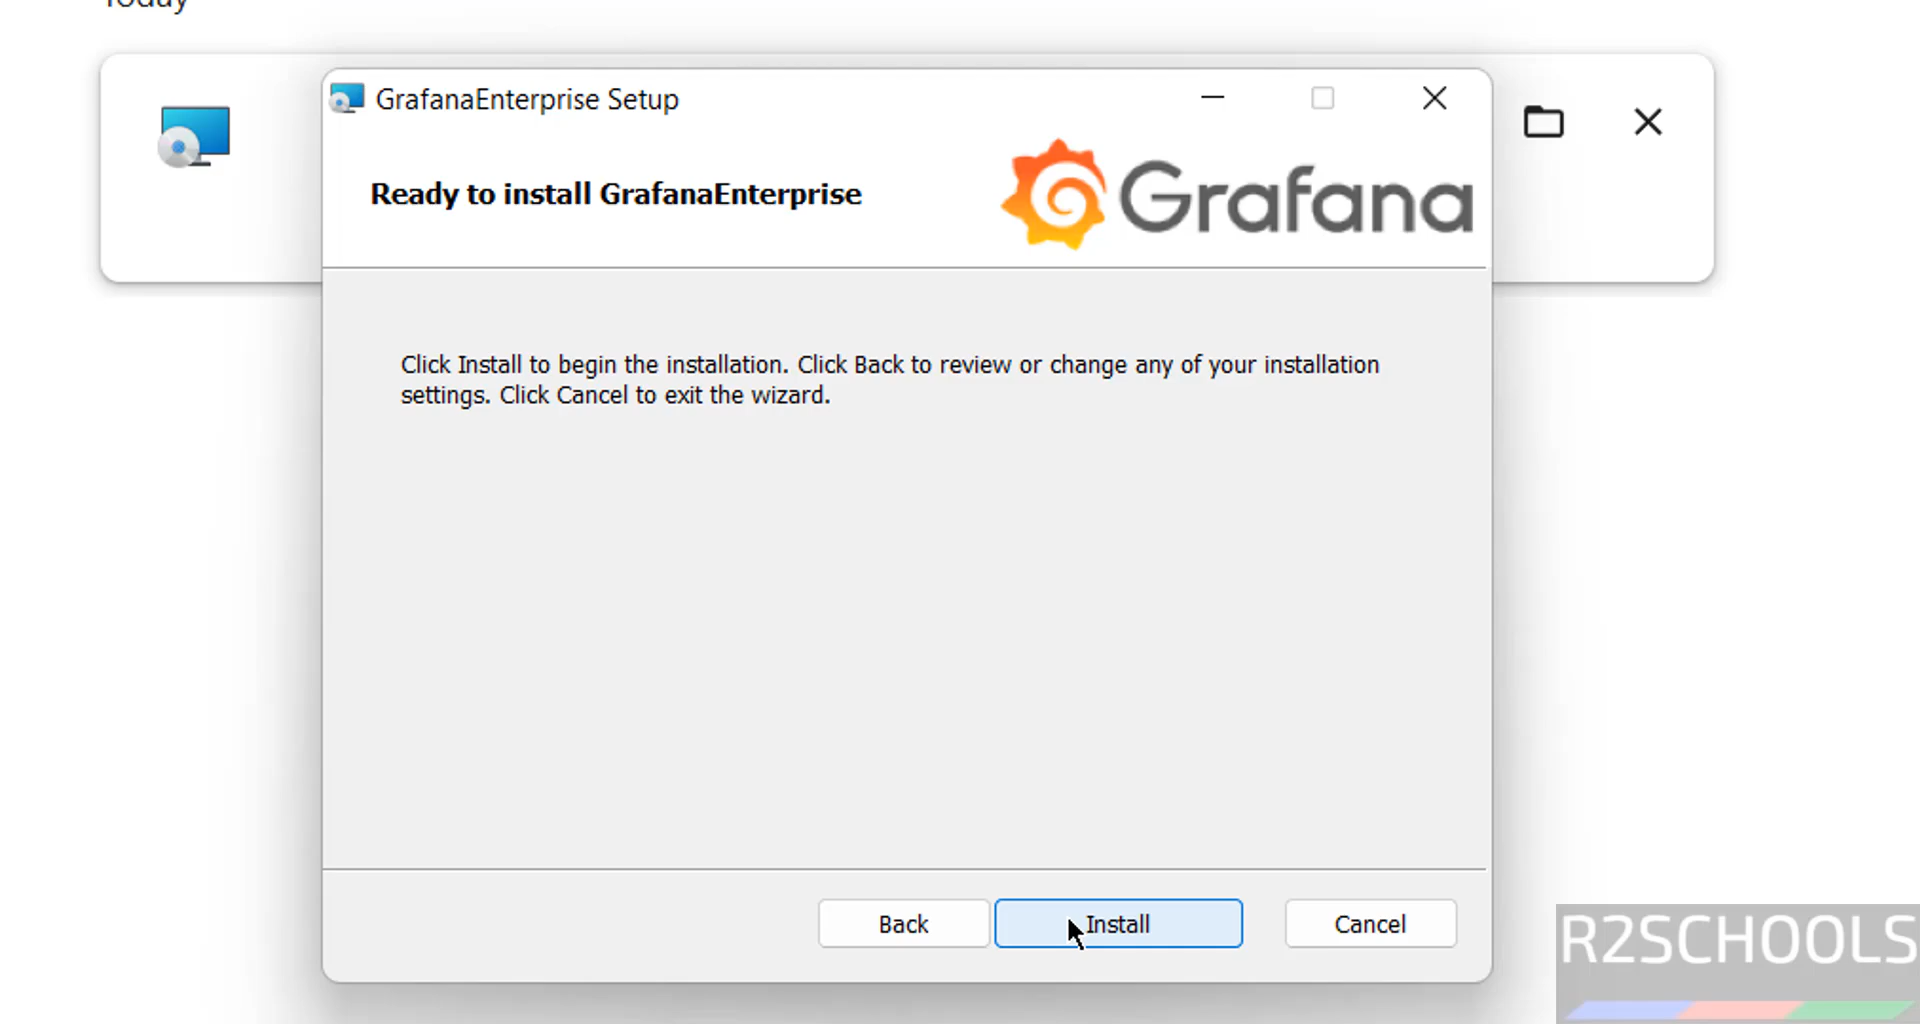 Today
GrafanaEnterprise Setup
Ready to install GrafanaEnterprise
Grafana
Click Install to begin the installation. Click Back to review or change any of your installation
settings. Click Cancel to exit the wizard.
Back
Install
Cancel
R2SCHOOLS